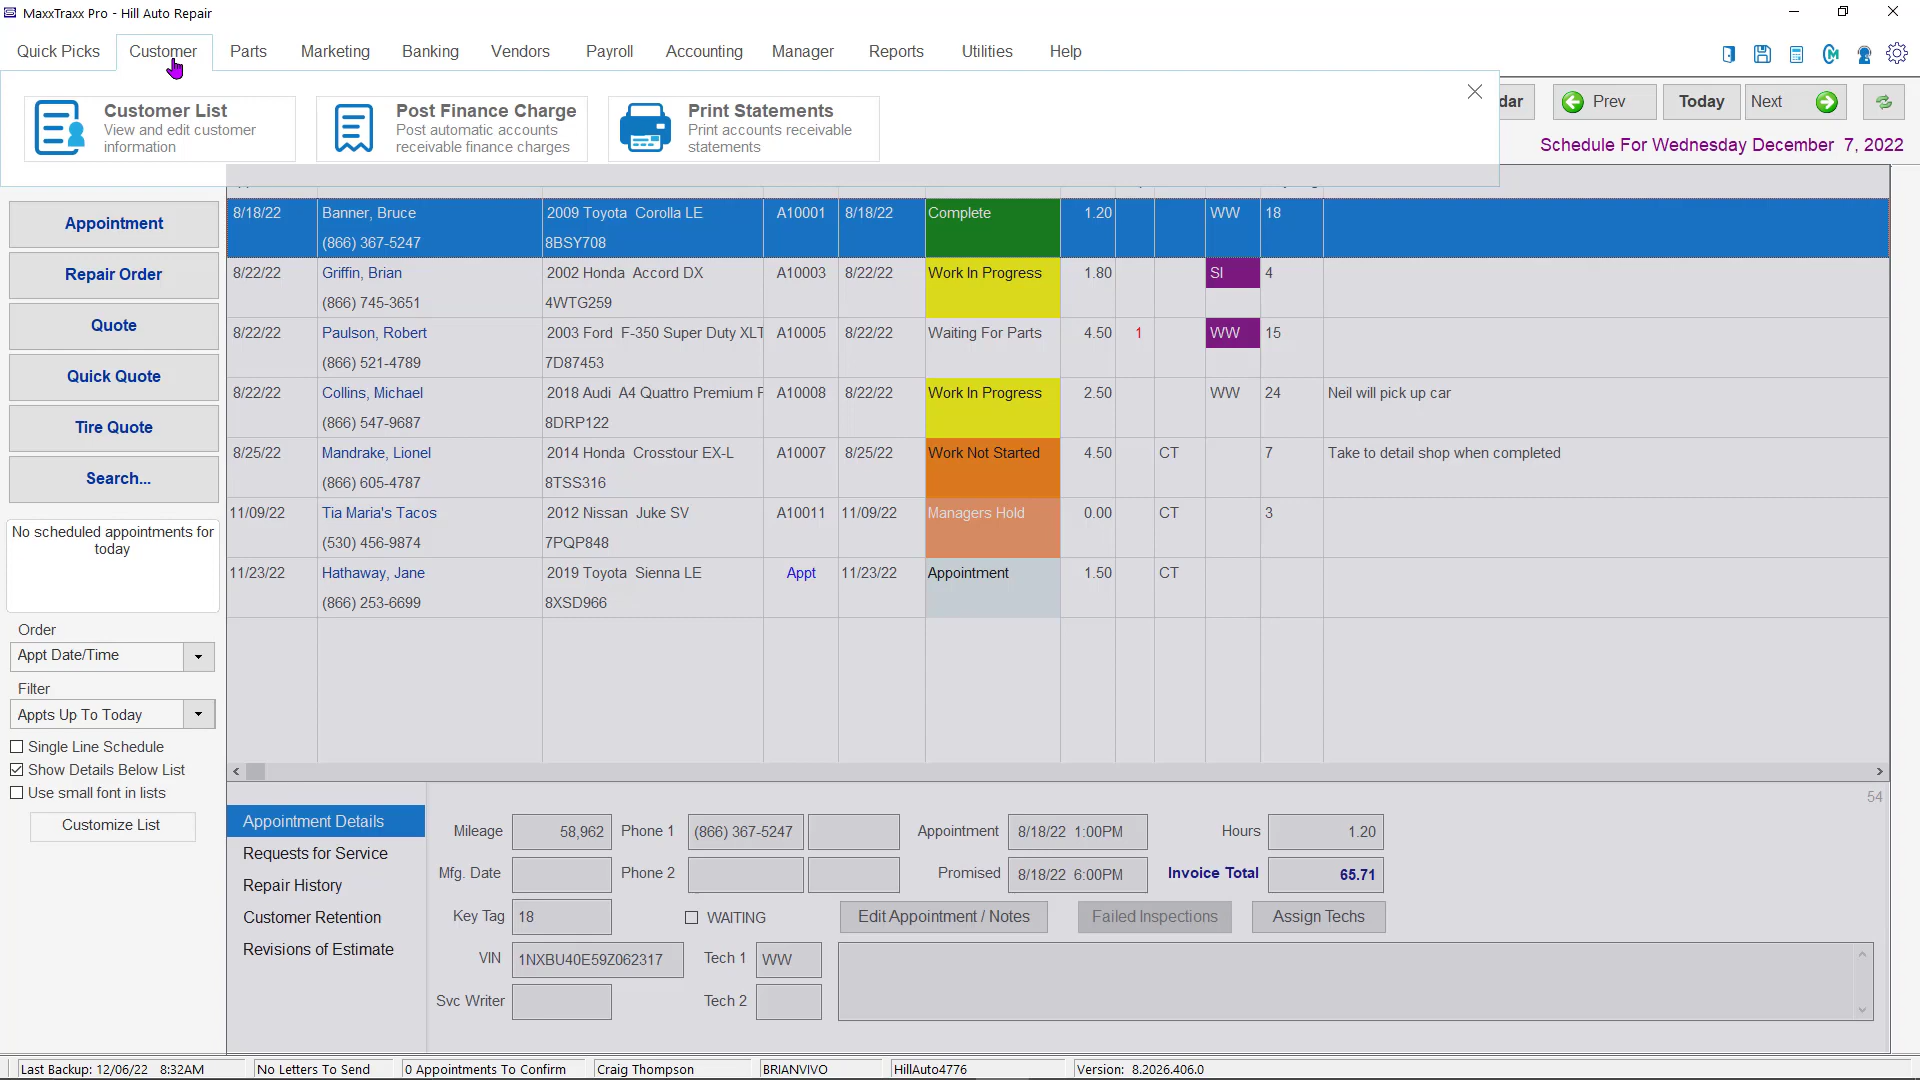 MaxxTraxx Pro - Hill Auto Repair
Quick Picks Customer Parts Marketing Banking Vendors Payroll Accounting Manager Reports Utilities Help
Customer List
View and edit customer
information
Post Finance Charge
Post automatic accounts
receivable finance charges
Print Statements
Print accounts receivable
statements
dar Prev Today Next
Schedule For Wednesday December 7, 2022
Appointment
Repair Order
Quote
Quick Quote
Tire Quote
Search...
No scheduled appointments for
today
Order
Appt Date/Time
Filter
Appts Up To Today
Single Line Schedule
Show Details Below List
Use small font in lists
Customize List
8/18/22 Banner, Bruce 2009 Toyota Corolla LE A10001 8/18/22 Complete 1.20 WW 18
(866) 367-5247 8BSY708
8/22/22 Griffin, Brian 2002 Honda Accord DX A10003 8/22/22 Work In Progress 1.80 SI 4
(866) 745-3651 4WTG259
8/22/22 Paulson, Robert 2003 Ford F-350 Super Duty XLT A10005 8/22/22 Waiting For Parts 4.50 1 WW 15
(866) 521-4789 7D87453
8/22/22 Collins, Michael 2018 Audi A4 Quattro Premium P A10008 8/22/22 Work In Progress 2.50 WW 24 Neil will pick up car
(866) 547-9687 8DRP122
8/25/22 Mandrake, Lionel 2014 Honda Crosstour EX-L A10007 8/25/22 Work Not Started 4.50 CT 7 Take to detail shop when completed
(866) 605-4787 8TSS316
11/09/22 Tia Maria's Tacos 2012 Nissan Juke SV A10011 11/09/22 Managers Hold 0.00 CT 3
(530) 456-9874 7PQP848
11/23/22 Hathaway, Jane 2019 Toyota Sienna LE Appt 11/23/22 Appointment 1.50 CT
(866) 253-6699 8XSD966
54
Appointment Details
Requests for Service
Repair History
Customer Retention
Revisions of Estimate
Mileage 58,962 Phone 1 (866) 367-5247 Appointment 8/18/22 1:00PM Hours 1.20
Mfg. Date Phone 2 Promised 8/18/22 6:00PM Invoice Total 65.71
Key Tag 18 WAITING Edit Appointment / Notes Failed Inspections Assign Techs
VIN 1NXBU40E59Z062317 Tech 1 WW
Svc Writer Tech 2
Last Backup: 12/06/22 8:32AM No Letters To Send 0 Appointments To Confirm Craig Thompson BRIANVIVO HillAuto4776 Version: 8.2026.406.0